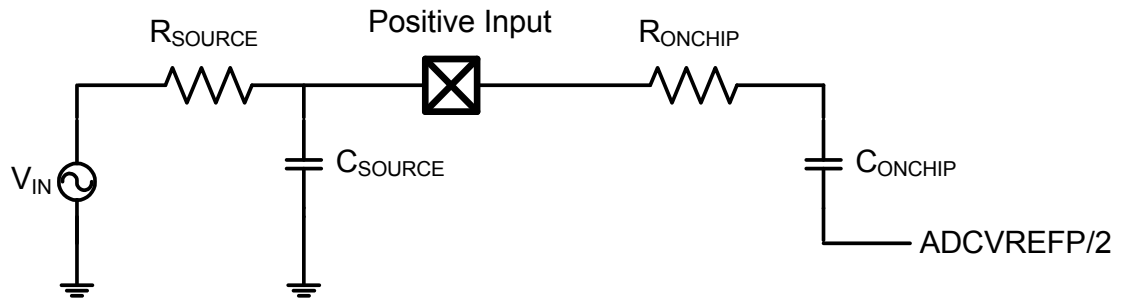 Positive Input
RSOURCE
RONCHIP
VIN
CSOURCE
CONCHIP
ADCVREFP/2